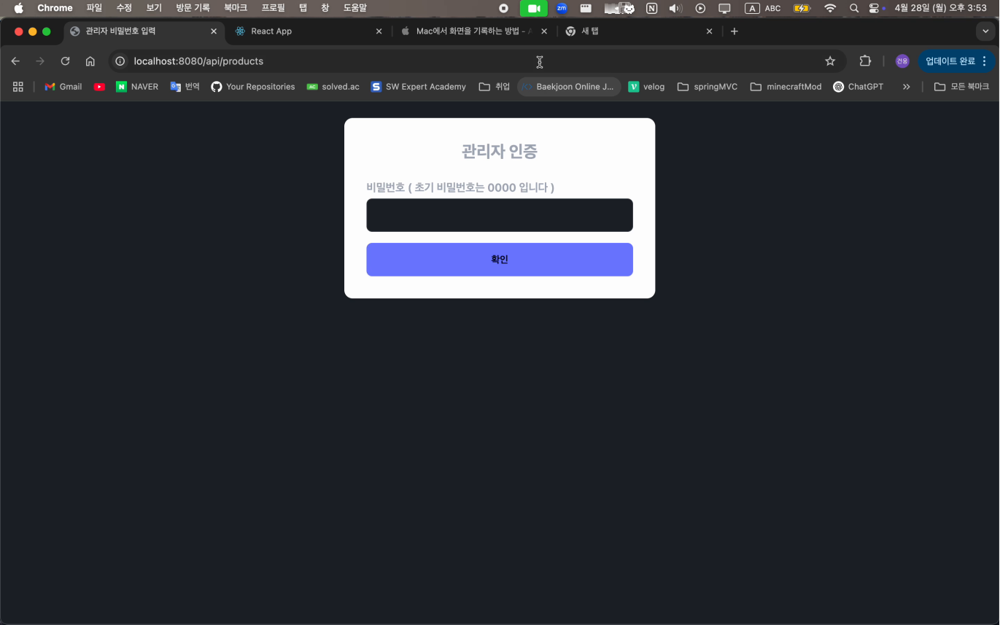 Chrome 파일 수정 보기 방문 기록 북마크 프로필 탭 창 도움말 zm N A ABC 4월 28일 (월) 오후 3:53
관리자 비밀번호 입력 React App Mac에서 화면을 기록하는 방법 - 새 탭
localhost:8080/api/products 건웅 업데이트 완료
Gmail N NAVER 번역 Your Repositories AC solved.ac S SW Expert Academy 취업 Baekjoon Online J... v velog springMVC minecraftMod ChatGPT 모든 북마크
관리자 인증
비밀번호 ( 초기 비밀번호는 0000 입니다 )
확인